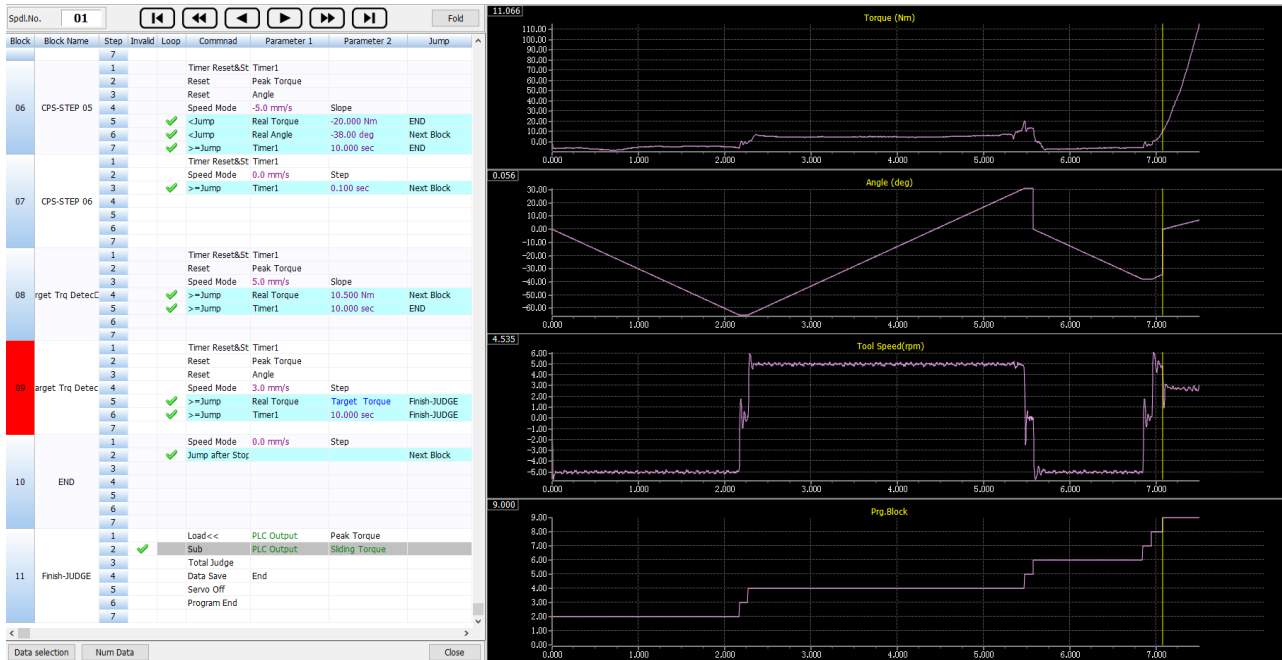 Spdl.No. 01 Fold
Block Block Name Step Invalid Loop Commnad Parameter 1 Parameter 2 Jump
7
1 Timer Reset&St Timer1
2 Reset Peak Torque
3 Reset Angle
06 CPS-STEP 05 4 Speed Mode -5.0 mm/s Slope
5 <Jump Real Torque -20.000 Nm END
6 <Jump Real Angle -38.00 deg Next Block
7 >=Jump Timer1 10.000 sec END
1 Timer Reset&St Timer1
2 Speed Mode 0.0 mm/s Step
3 >=Jump Timer1 0.100 sec Next Block
07 CPS-STEP 06 4
5
6
7
1 Timer Reset&St Timer1
2 Reset Peak Torque
3 Speed Mode 5.0 mm/s Slope
08 rget Trq DetecC 4 >=Jump Real Torque 10.500 Nm Next Block
5 >=Jump Timer1 10.000 sec END
6
7
1 Timer Reset&St Timer1
2 Reset Peak Torque
3 Reset Angle
09 arget Trq Detec 4 Speed Mode 3.0 mm/s Step
5 >=Jump Real Torque Target Torque Finish-JUDGE
6 >=Jump Timer1 10.000 sec Finish-JUDGE
1 Speed Mode 0.0 mm/s Step
2 Jump after Stop Next Block
3
10 END 4
5
6
7
1 Load<< PLC Output Peak Torque
2 Sub PLC Output Sliding Torque
3 Total Judge
11 Finish-JUDGE 4 Data Save End
5 Servo Off
6 Program End
7
Data selection Num Data Close
11.066
Torque (Nm)
110.00
100.00
90.00
80.00
70.00
60.00
50.00
40.00
30.00
20.00
10.00
0.00
0.000 1.000 2.000 3.000 4.000 5.000 6.000 7.000
0.056
Angle (deg)
30.00
20.00
10.00
0.00
-10.00
-20.00
-30.00
-40.00
-50.00
-60.00
0.000 1.000 2.000 3.000 4.000 5.000 6.000 7.000
4.535
Tool Speed(rpm)
6.00
5.00
4.00
3.00
2.00
1.00
0.00
-1.00
-2.00
-3.00
-4.00
-5.00
0.000 1.000 2.000 3.000 4.000 5.000 6.000 7.000
9.000
Prg.Block
9.00
8.00
7.00
6.00
5.00
4.00
3.00
2.00
1.00
0.00
0.000 1.000 2.000 3.000 4.000 5.000 6.000 7.000